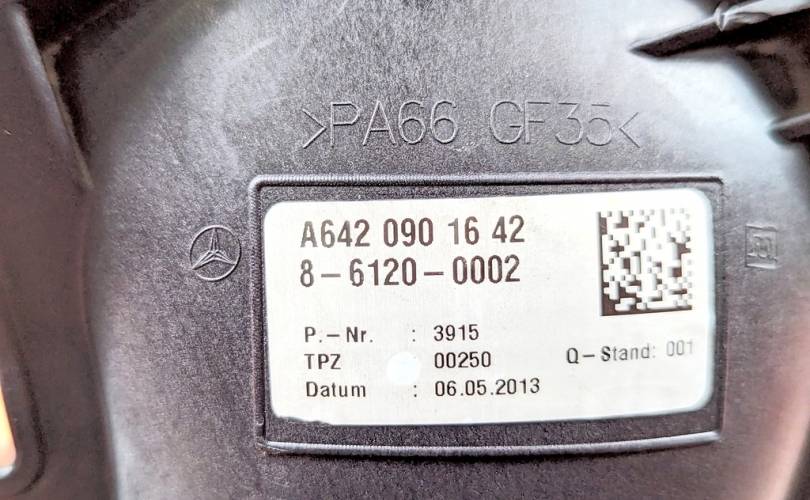 >PA66 GF35<
A642 090 16 42
8-6120-0002
P.-Nr. : 3915
TPZ 00250 Q-Stand: 001
Datum : 06.05.2013